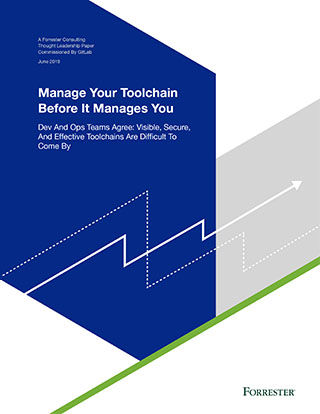 A Forrester Consulting
Thought Leadership Paper
Commissioned By GitLab
June 2019
Manage Your Toolchain
Before It Manages You
Dev And Ops Teams Agree: Visible, Secure,
And Effective Toolchains Are Difficult To
Come By
FORRESTER®